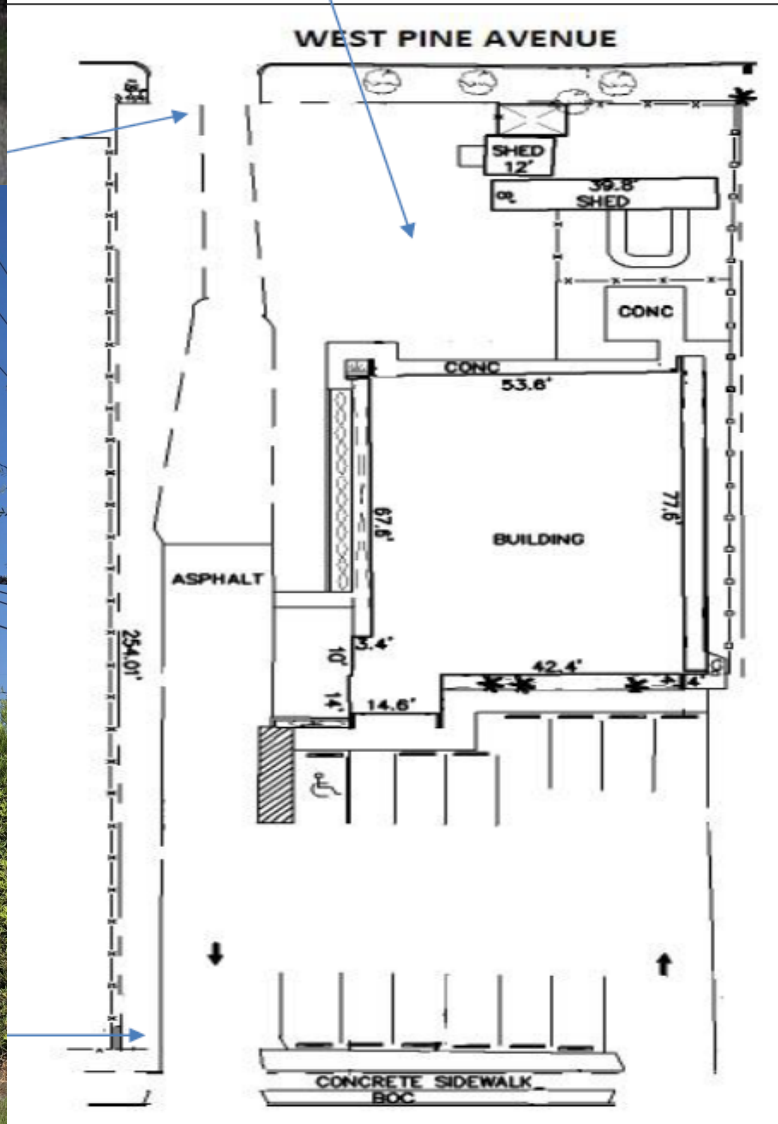 WEST PINE AVENUE
SHED
12'
39.8'
8'
SHED
CONC
CONC
53.6'
67.6'
77.6'
BUILDING
ASPHALT
254.01'
3.4'
10'
42.4'
14'
14.6'
CONCRETE SIDEWALK
BOC